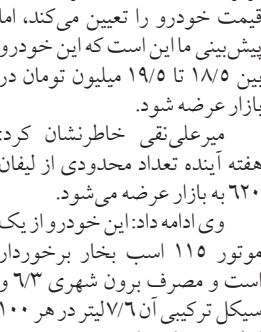 قیمت خودرو را تعیین می‌کند، اما
پیش‌بینی ما این است که این خودرو
بین ۱۸/۵ تا ۱۹/۵ میلیون تومان در
بازار عرضه شود.
میرعلی‌نقی خاطرنشان کرد:
هفته آینده تعداد محدودی از لیفان
۶۲۰ به بازار عرضه می‌شود.
وی ادامه داد: این خودرو از یک
موتور ۱۱۵ اسب بخار برخوردار
است و مصرف برون شهری ۶/۳ و
سیکل ترکیبی آن ۷/۶ لیتر در هر ۱۰۰